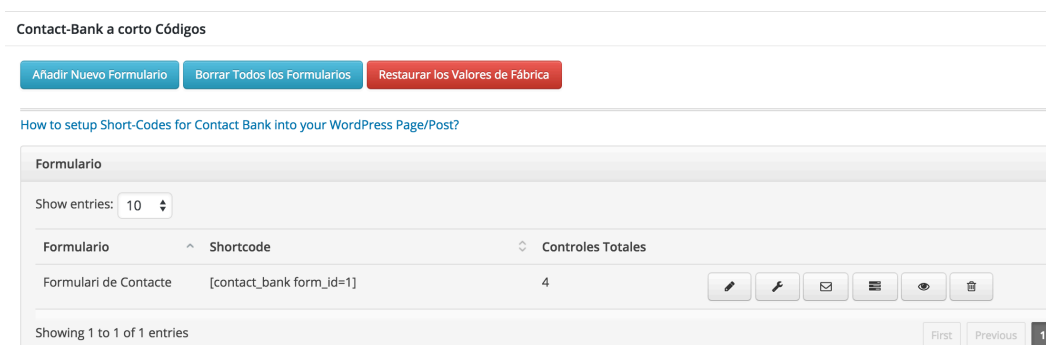 Contact-Bank a corto Códigos
Añadir Nuevo Formulario Borrar Todos los Formularios Restaurar los Valores de Fábrica
How to setup Short-Codes for Contact Bank into your WordPress Page/Post?
Formulario
Show entries: 10
Formulario Shortcode Controles Totales
Formulari de Contacte [contact_bank form_id=1] 4
Showing 1 to 1 of 1 entries First Previous 1